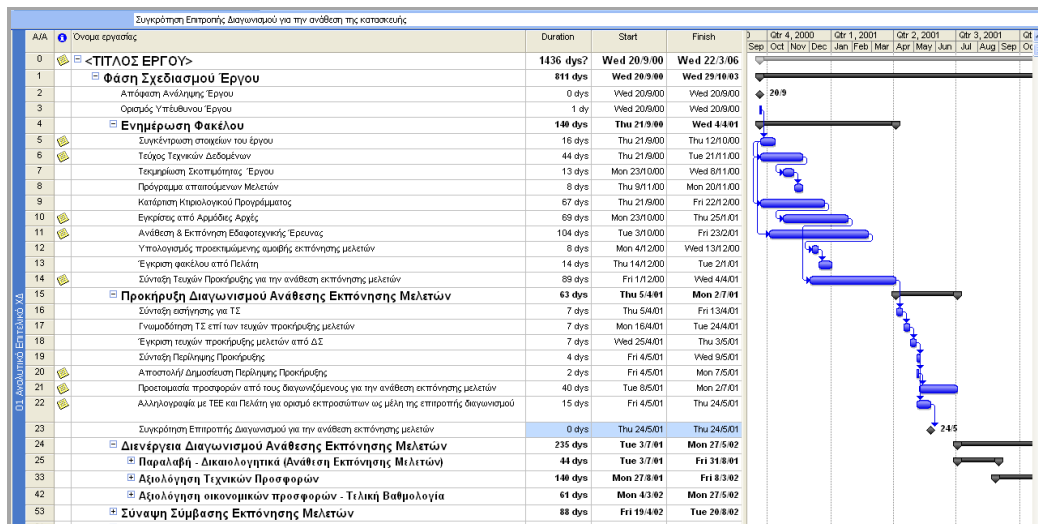 Συγκρότηση Επιτροπής Διαγωνισμού για την ανάθεση της κατασκευής
Α/Α Όνομα εργασίας Duration Start Finish
Qtr 4, 2000 Qtr 1, 2001 Qtr 2, 2001 Qtr 3, 2001 Qt
Sep Oct Nov Dec Jan Feb Mar Apr May Jun Jul Aug Sep Oc
0 <ΤΙΤΛΟΣ ΕΡΓΟΥ> 1436 dys? Wed 20/9/00 Wed 22/3/06
1 Φάση Σχεδιασμού Έργου 811 dys Wed 20/9/00 Wed 29/10/03
2 Απόφαση Ανάληψης Έργου 0 dys Wed 20/9/00 Wed 20/9/00 20/9
3 Ορισμός Υπέυθυνου Έργου 1 dy Wed 20/9/00 Wed 20/9/00
4 Ενημέρωση Φακέλου 140 dys Thu 21/9/00 Wed 4/4/01
5 Συγκέντρωση στοιχείων του έργου 16 dys Thu 21/9/00 Thu 12/10/00
6 Τεύχος Τεχνικών Δεδομένων 44 dys Thu 21/9/00 Tue 21/11/00
7 Τεκμηρίωση Σκοπιμότητας Έργου 13 dys Mon 23/10/00 Wed 8/11/00
8 Πρόγραμμα απαιτούμενων Μελετών 8 dys Thu 9/11/00 Mon 20/11/00
9 Κατάρτιση Κτιριολογικού Προγράμματος 67 dys Thu 21/9/00 Fri 22/12/00
10 Εγκρίσεις από Αρμόδιες Αρχές 69 dys Mon 23/10/00 Thu 25/1/01
11 Ανάθεση & Εκπόνηση Εδαφοτεχνικής Έρευνας 104 dys Tue 3/10/00 Fri 23/2/01
12 Υπολογισμός προεκτιμώμενης αμοιβής εκπόνησης μελετών 8 dys Mon 4/12/00 Wed 13/12/00
13 Έγκριση φακέλου από Πελάτη 14 dys Thu 14/12/00 Tue 2/1/01
14 Σύνταξη Τευχών Προκήρυξης για την ανάθεση εκπόνησης μελετών 89 dys Fri 1/12/00 Wed 4/4/01
15 Προκήρυξη Διαγωνισμού Ανάθεσης Εκπόνησης Μελετών 63 dys Thu 5/4/01 Mon 2/7/01
16 Σύνταξη εισήγησης για ΤΣ 7 dys Thu 5/4/01 Fri 13/4/01
17 Γνωμοδότηση ΤΣ επί των τευχών προκήρυξης μελετών 7 dys Mon 16/4/01 Tue 24/4/01
18 Έγκριση τευχών προκήρυξης μελετών από ΔΣ 7 dys Wed 25/4/01 Thu 3/5/01
19 Σύνταξη Περίληψης Προκήρυξης 4 dys Fri 4/5/01 Wed 9/5/01
20 Αποστολή/ Δημοσίευση Περίληψης Προκήρυξης 2 dys Fri 4/5/01 Mon 7/5/01
21 Προετοιμασία προσφορών από τους διαγωνιζόμενους για την ανάθεση εκπόνησης μελετών 40 dys Tue 8/5/01 Mon 2/7/01
22 Αλληλογραφία με ΤΕΕ και Πελάτη για ορισμό εκπροσώπων ως μέλη της επιτροπής διαγωνισμού 15 dys Fri 4/5/01 Thu 24/5/01
23 Συγκρότηση Επιτροπής Διαγωνισμού για την ανάθεση εκπόνησης μελετών 0 dys Thu 24/5/01 Thu 24/5/01 24/5
24 Διενέργεια Διαγωνισμού Ανάθεσης Εκπόνησης Μελετών 235 dys Tue 3/7/01 Mon 27/5/02
25 Παραλαβή - Δικαιολογητικά (Ανάθεση Εκπόνησης Μελετών) 44 dys Tue 3/7/01 Fri 31/8/01
33 Αξιολόγηση Τεχνικών Προσφορών 140 dys Mon 27/8/01 Fri 8/3/02
42 Αξιολόγηση οικονομικών προσφορών - Τελική Βαθμολογία 61 dys Mon 4/3/02 Mon 27/5/02
53 Σύναψη Σύμβασης Εκπόνησης Μελετών 88 dys Fri 19/4/02 Tue 20/8/02
01 Αναλυτικό Επιτελικό ΧΔ